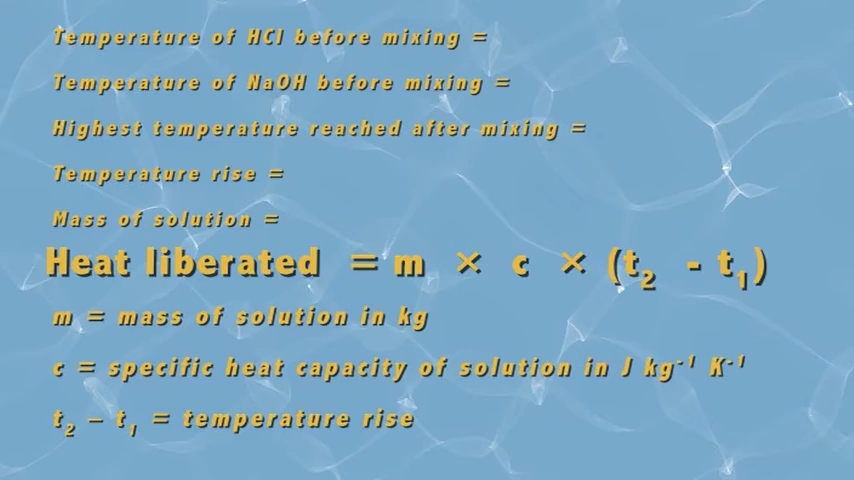 Temperature of HCl before mixing =
Temperature of NaOH before mixing =
Highest temperature reached after mixing =
Temperature rise =
Mass of solution =
Heat liberated = m × c × (t₂ - t₁)
m = mass of solution in kg
c = specific heat capacity of solution in J kg⁻¹ K⁻¹
t₂ – t₁ = temperature rise